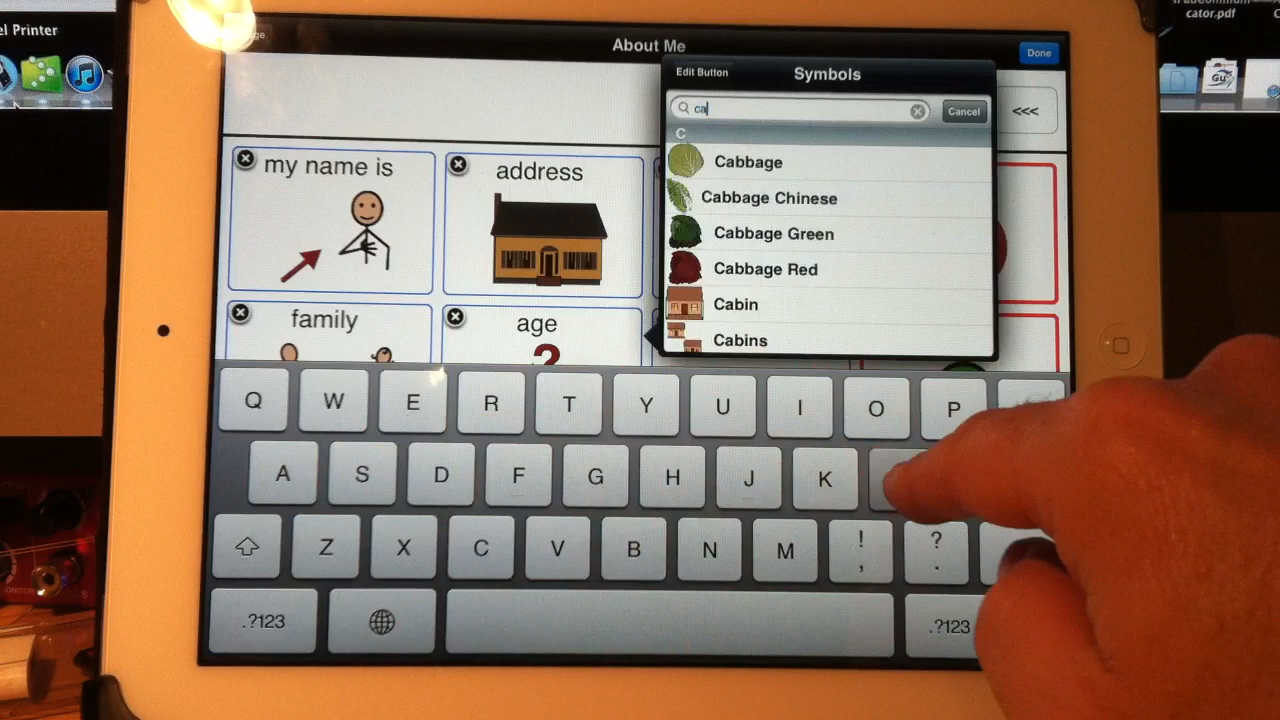 el Printer
cator.pdf
About Me
Done
Edit Button
Symbols
ca
Cancel
<<<
C
my name is
address
Cabbage
Cabbage Chinese
Cabbage Green
Cabbage Red
Cabin
Cabins
family
age
?
Q W E R T Y U I O P
A S D F G H J K
Z X C V B N M ! , ? .
.?123
.?123